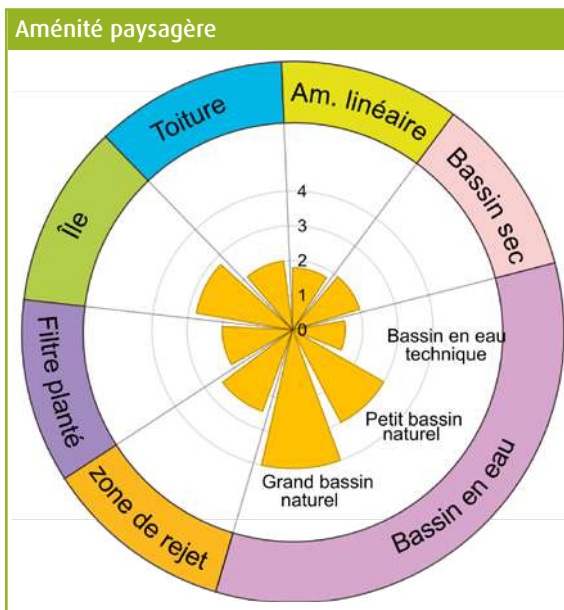 Aménité paysagère
Toiture
Am. linéaire
Bassin sec
Île
4
3
2
1
0
Bassin en eau
technique
Filtre planté
Petit bassin
naturel
Grand bassin
naturel
Bassin en eau
zone de rejet